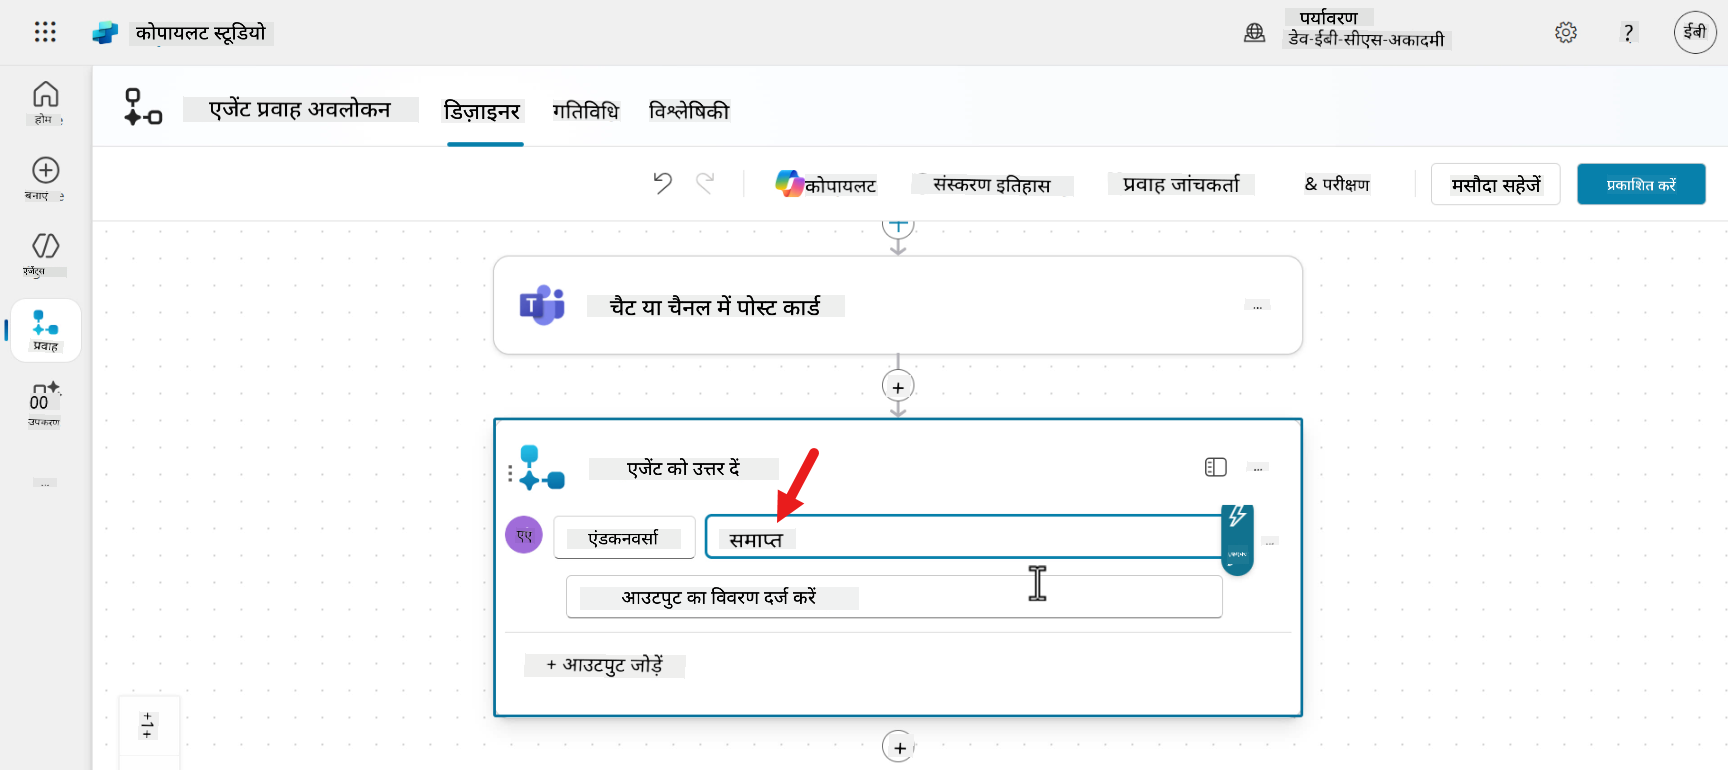 कोपायलट स्टूडियो
पर्यावरण
डेव-ईबी-सीएस-अकादमी
?
ईबी
होम
एजेंट प्रवाह अवलोकन
डिज़ाइनर
गतिविधि
विश्लेषिकी
बनाएं
कोपायलट
संस्करण इतिहास
प्रवाह जांचकर्ता
& परीक्षण
मसौदा सहेजें
प्रकाशित करें
एजेंट्स
चैट या चैनल में पोस्ट कार्ड
...
प्रवाह
उपकरण
एजेंट को उत्तर दें
...
एए
एंडकनवर्सा
समाप्त
...
आउटपुट का विवरण दर्ज करें
+ आउटपुट जोड़ें